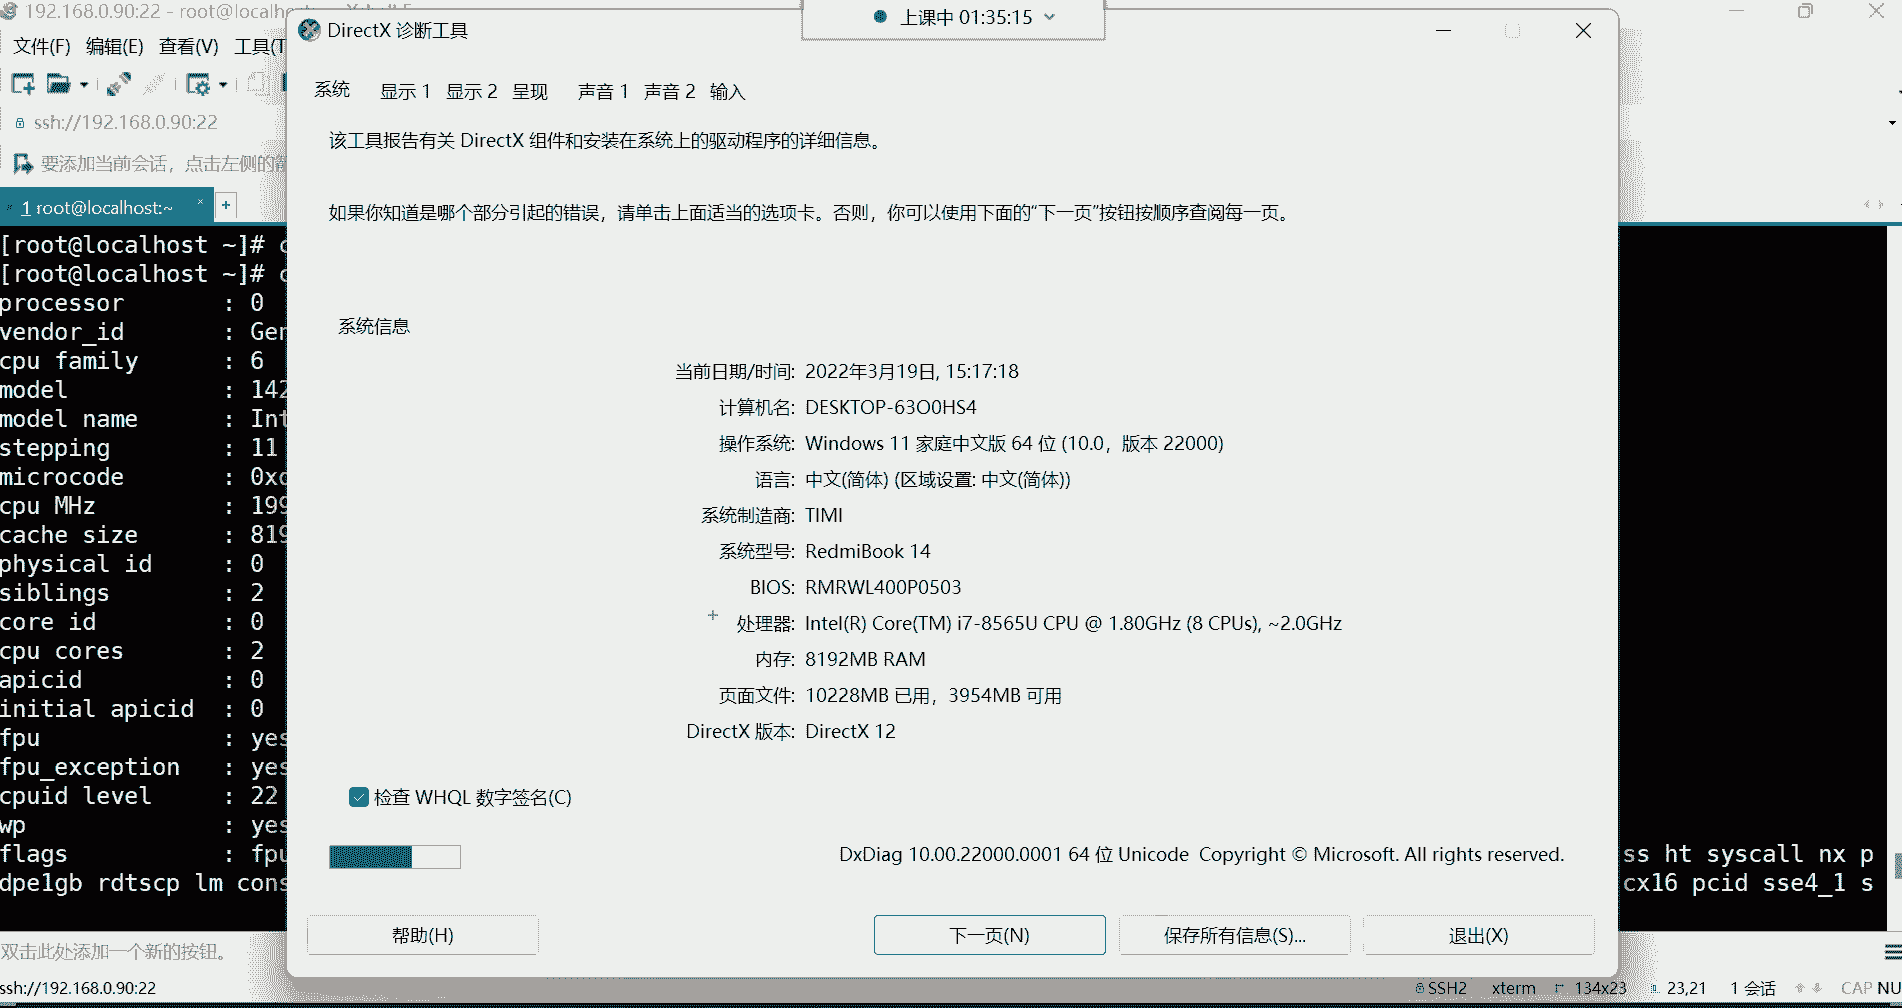 192.168.0.90:22 - root@localh
上课中 01:35:15
DirectX 诊断工具
文件(F) 编辑(E) 查看(V) 工具(T
系统 显示 1 显示 2 呈现 声音 1 声音 2 输入
ssh://192.168.0.90:22
该工具报告有关 DirectX 组件和安装在系统上的驱动程序的详细信息。
要添加当前会话，点击左侧的箭
1 root@localhost:~
如果你知道是哪个部分引起的错误，请单击上面适当的选项卡。否则，你可以使用下面的“下一页”按钮按顺序查阅每一页。
[root@localhost ~]# c
[root@localhost ~]# c
processor : 0
vendor_id : Gen
cpu family : 6
model : 142
model name : Int
stepping : 11
microcode : 0xc
cpu MHz : 199
cache size : 819
physical id : 0
siblings : 2
core id : 0
cpu cores : 2
apicid : 0
initial apicid : 0
fpu : yes
fpu_exception : yes
cpuid level : 22
wp : yes
flags : fpu
ss ht syscall nx p
dpe1gb rdtscp lm cons
cx16 pcid sse4_1 s
系统信息
当前日期/时间: 2022年3月19日, 15:17:18
计算机名: DESKTOP-63O0HS4
操作系统: Windows 11 家庭中文版 64 位 (10.0，版本 22000)
语言: 中文(简体) (区域设置: 中文(简体))
系统制造商: TIMI
系统型号: RedmiBook 14
BIOS: RMRWL400P0503
处理器: Intel(R) Core(TM) i7-8565U CPU @ 1.80GHz (8 CPUs), ~2.0GHz
内存: 8192MB RAM
页面文件: 10228MB 已用，3954MB 可用
DirectX 版本: DirectX 12
检查 WHQL 数字签名(C)
DxDiag 10.00.22000.0001 64 位 Unicode Copyright © Microsoft. All rights reserved.
帮助(H) 下一页(N) 保存所有信息(S)... 退出(X)
双击此处添加一个新的按钮。
ssh://192.168.0.90:22 SSH2 xterm 134x23 23,21 1 会话 CAP NU